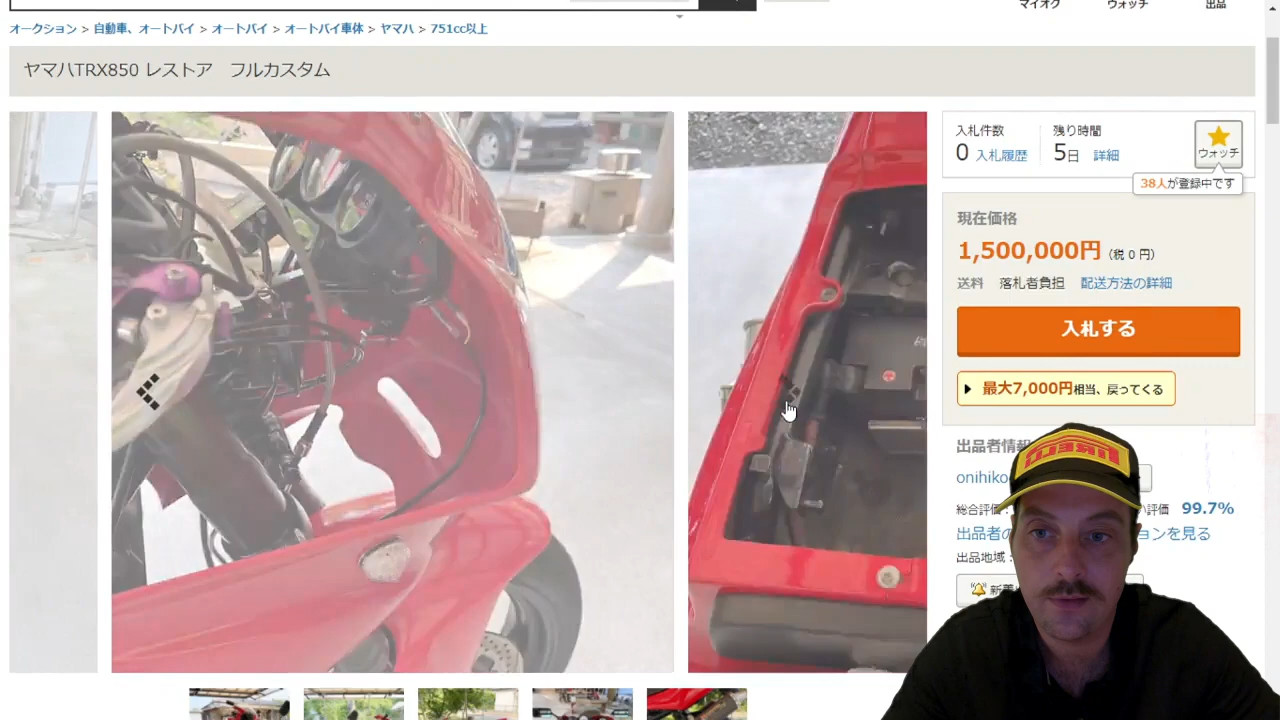 マイオク ウォッチ 出品
オークション > 自動車、オートバイ > オートバイ > オートバイ車体 > ヤマハ > 751cc以上
ヤマハTRX850 レストア　フルカスタム
入札件数 残り時間
0 入札履歴 5日 詳細
ウォッチ
38人が登録中です
現在価格
1,500,000円 (税 0 円)
送料 落札者負担 配送方法の詳細
入札する
最大7,000円相当、戻ってくる
出品者情
onihiko
総合評価 い評価 99.7%
出品者の ションを見る
出品地域:
新着
PIRELLI